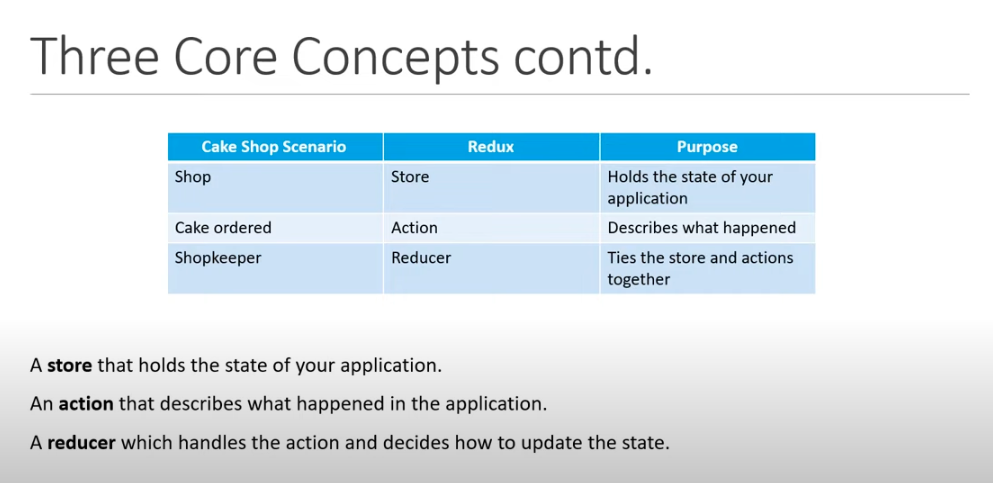 Three Core Concepts contd.
Cake Shop Scenario Redux Purpose
Shop Store Holds the state of your
application
Cake ordered Action Describes what happened
Shopkeeper Reducer Ties the store and actions
together
A store that holds the state of your application.
An action that describes what happened in the application.
A reducer which handles the action and decides how to update the state.